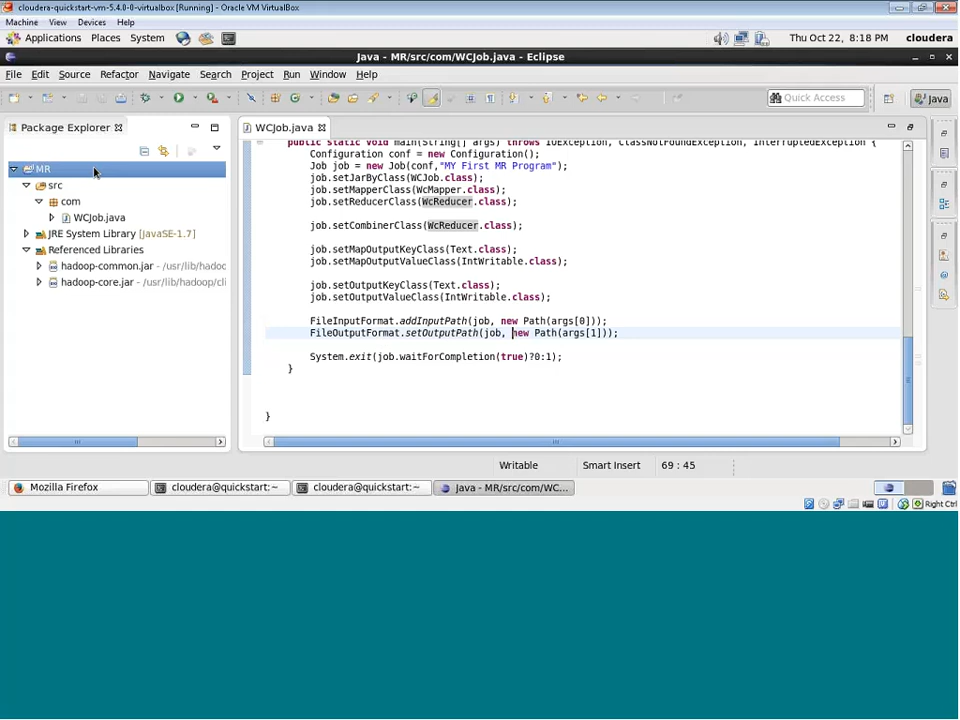 cloudera-quickstart-vm-5.4.0-0-virtualbox [Running] - Oracle VM VirtualBox
Machine View Devices Help
Applications Places System Thu Oct 22, 8:18 PM cloudera
Java - MR/src/com/WCJob.java - Eclipse
File Edit Source Refactor Navigate Search Project Run Window Help
Quick Access Java
Package Explorer
WCJob.java
MR
src
com
WCJob.java
JRE System Library [JavaSE-1.7]
Referenced Libraries
hadoop-common.jar - /usr/lib/hadoo
hadoop-core.jar - /usr/lib/hadoop/cli
public static void main(String[] args) throws IOException, ClassNotFoundException, InterruptedException {
Configuration conf = new Configuration();
Job job = new Job(conf,"MY First MR Program");
job.setJarByClass(WCJob.class);
job.setMapperClass(WcMapper.class);
job.setReducerClass(WcReducer.class);
job.setCombinerClass(WcReducer.class);
job.setMapOutputKeyClass(Text.class);
job.setMapOutputValueClass(IntWritable.class);
job.setOutputKeyClass(Text.class);
job.setOutputValueClass(IntWritable.class);
FileInputFormat.addInputPath(job, new Path(args[0]));
FileOutputFormat.setOutputPath(job, new Path(args[1]));
System.exit(job.waitForCompletion(true)?0:1);
}
}
Writable Smart Insert 69 : 45
Mozilla Firefox cloudera@quickstart:~ cloudera@quickstart:~ Java - MR/src/com/WC...
Right Ctrl